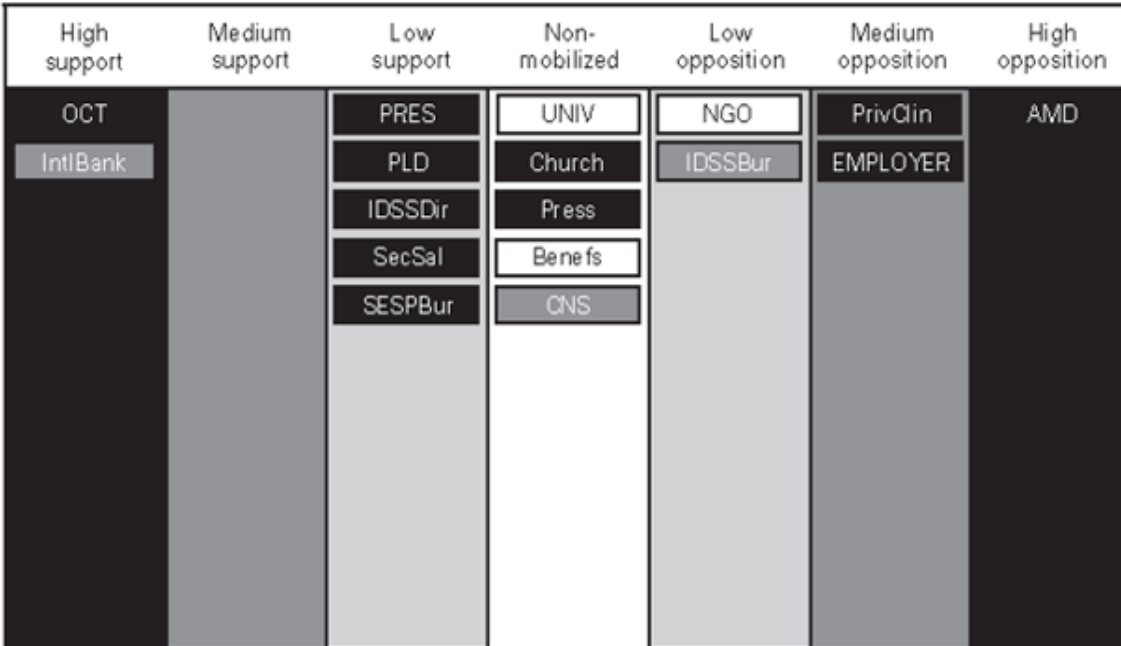 High support
Medium support
Low support
Non-mobilized
Low opposition
Medium opposition
High opposition
OCT
PRES
UNIV
NGO
PrivClin
AMD
IntlBank
PLD
Church
IDSSBur
EMPLOYER
IDSSDir
Press
SecSal
Benefs
SESPBur
CNS